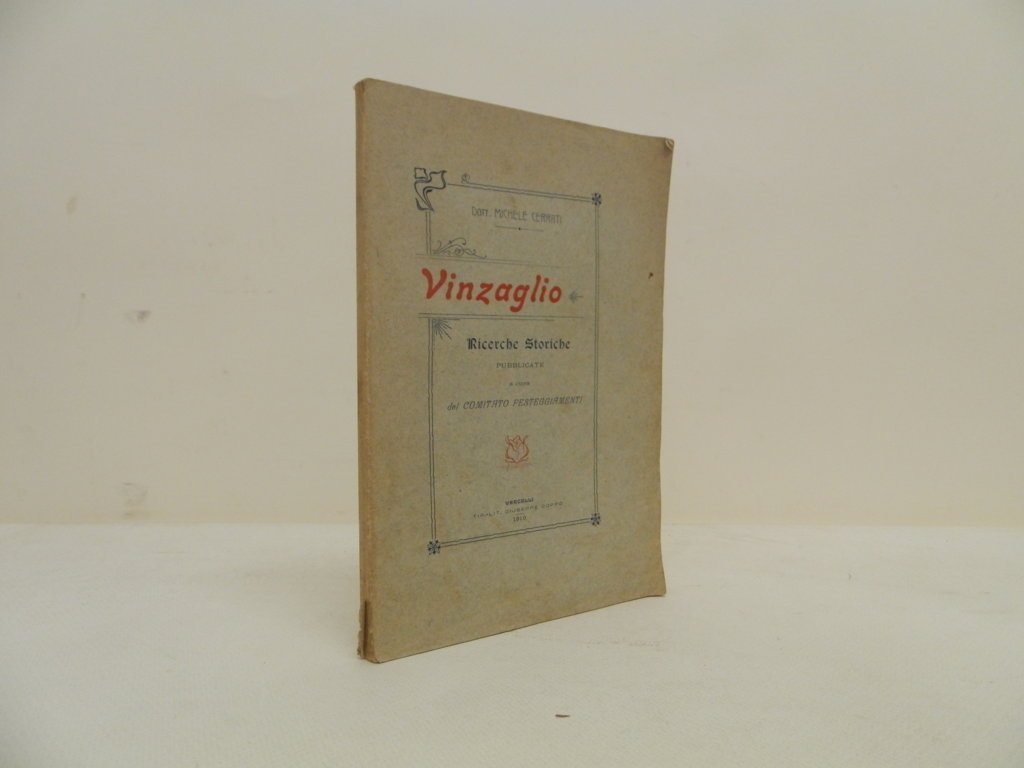 DOTT. MICHELE CERRATI
Vinzaglio
Ricerche Storiche
PUBBLICATE
a cura
del COMITATO FESTEGGIAMENTI
VERCELLI
TIP.-LIT. GIUSEPPE COPPO
1910